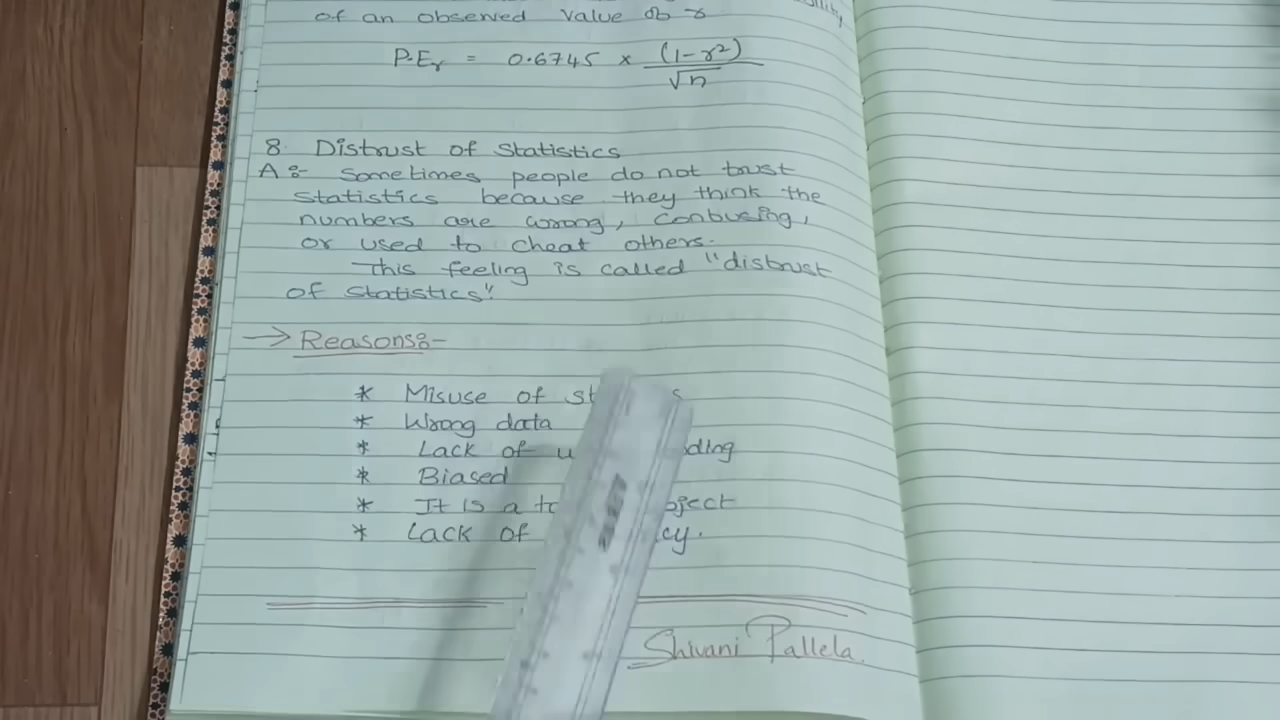 of an observed value of r
P.Er = 0.6745 × (1-r²)
√n
8. Distrust of Statistics
A:- Sometimes people do not trust
statistics because they think the
numbers are wrong, confusing,
or used to cheat others.
This feeling is called "distrust
of statistics".
→ Reasons:-
* Misuse of
* Wrong data
* Lack of
* Biased
* It is a
* Lack of
Shivani Pallela.